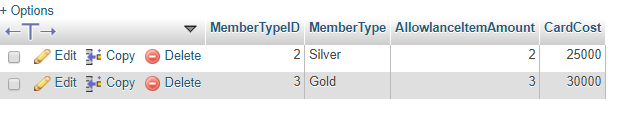 + Options
MemberTypeID MemberType AllowlanceItemAmount CardCost
Edit Copy Delete 2 Silver 2 25000
Edit Copy Delete 3 Gold 3 30000